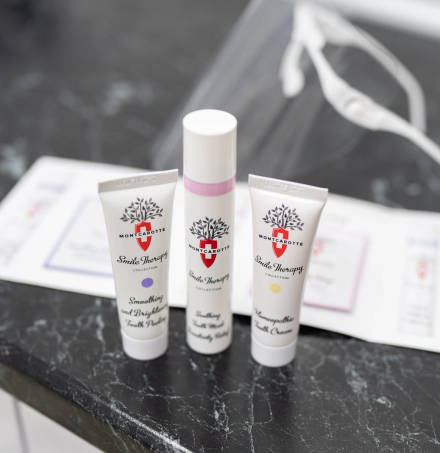 MONTCAROTTE
Smile Therapy
COLLECTION
Smoothing
and Brightening
Tooth Peeling
MONTCAROTTE
Smile Therapy
COLLECTION
Soothing
Tooth Mask
MONTCAROTTE
Smile Therapy
COLLECTION
Homeopathic
Tooth Cream